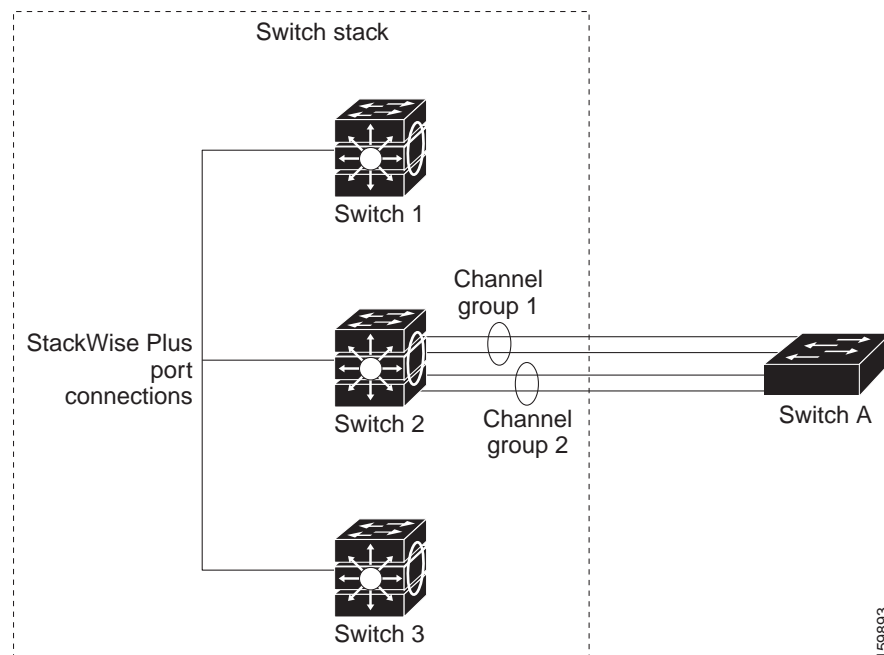 Switch stack
Switch 1
Channel
group 1
StackWise Plus
port
connections
Switch 2
Channel
group 2
Switch A
Switch 3
159893